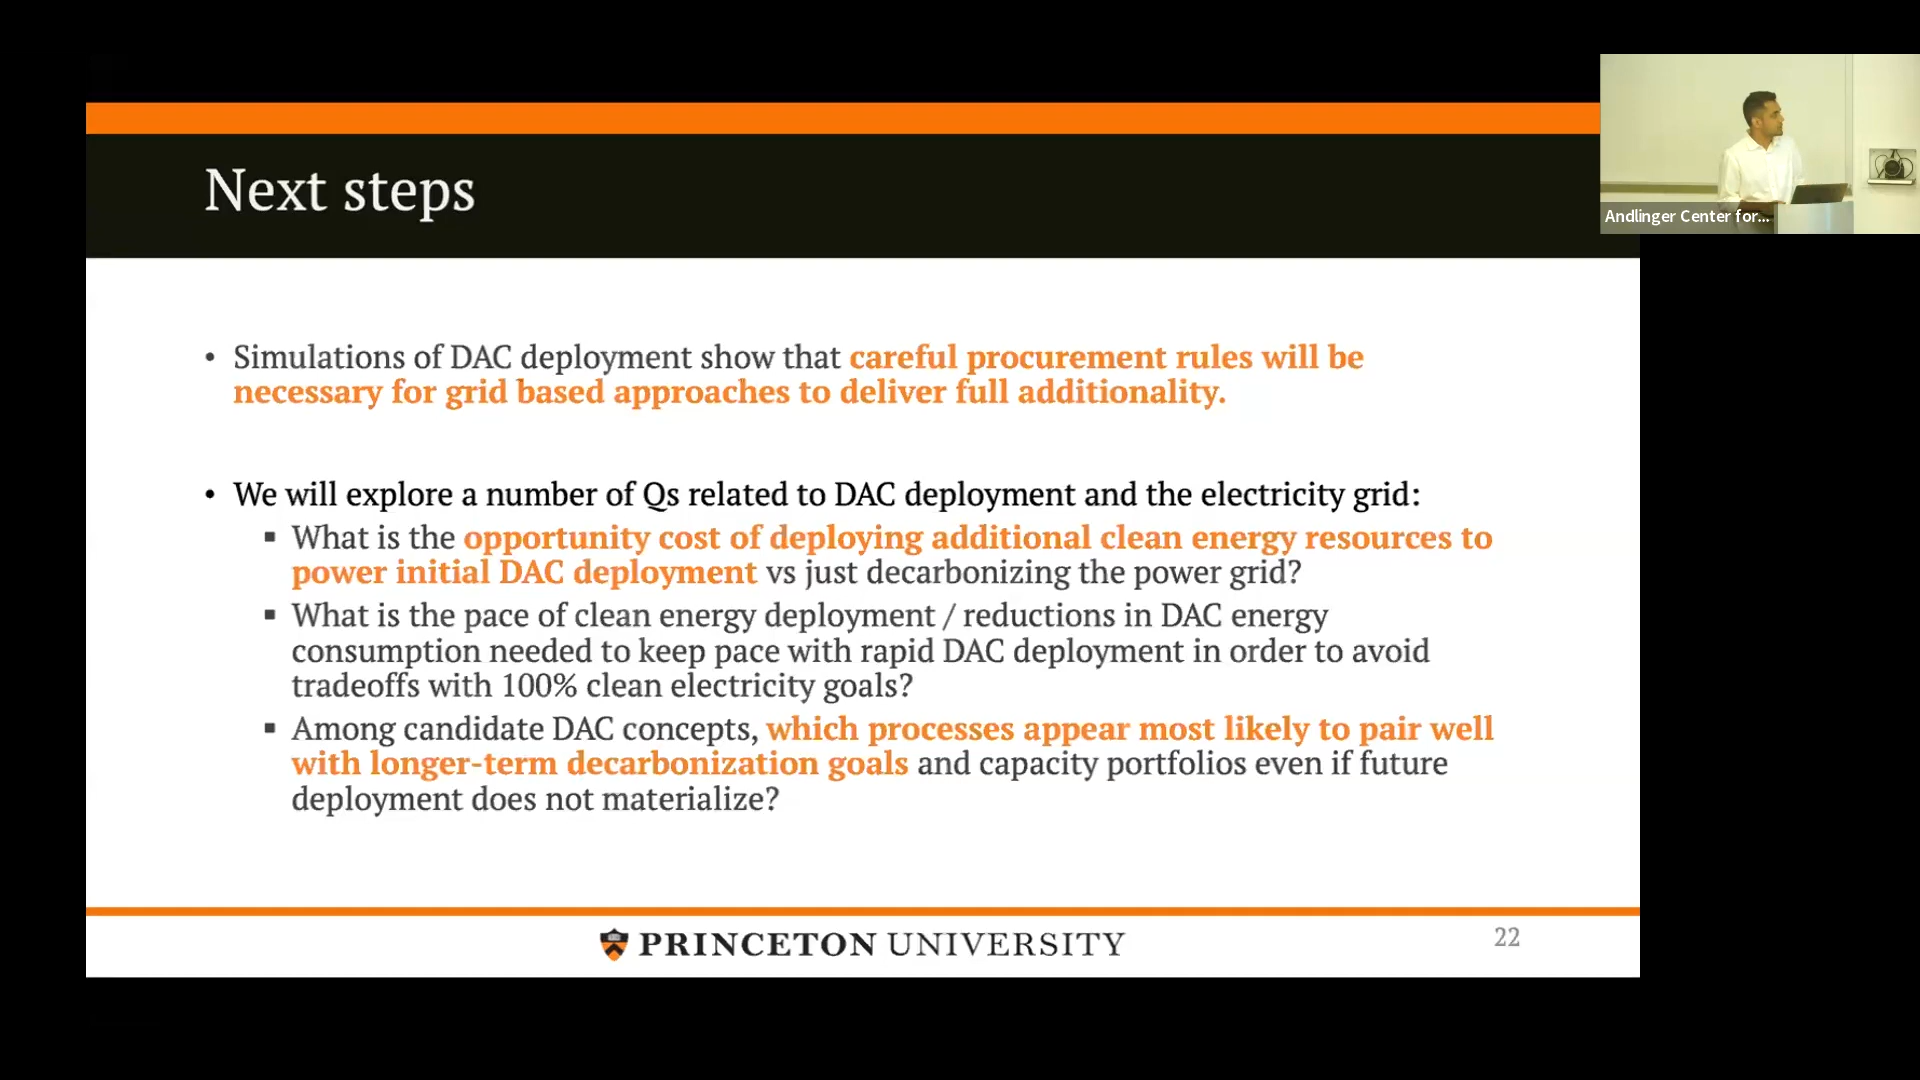 Next steps
Andlinger Center for...
• Simulations of DAC deployment show that careful procurement rules will be
necessary for grid based approaches to deliver full additionality.
• We will explore a number of Qs related to DAC deployment and the electricity grid:
▪ What is the opportunity cost of deploying additional clean energy resources to
power initial DAC deployment vs just decarbonizing the power grid?
▪ What is the pace of clean energy deployment / reductions in DAC energy
consumption needed to keep pace with rapid DAC deployment in order to avoid
tradeoffs with 100% clean electricity goals?
▪ Among candidate DAC concepts, which processes appear most likely to pair well
with longer-term decarbonization goals and capacity portfolios even if future
deployment does not materialize?
PRINCETON UNIVERSITY
22